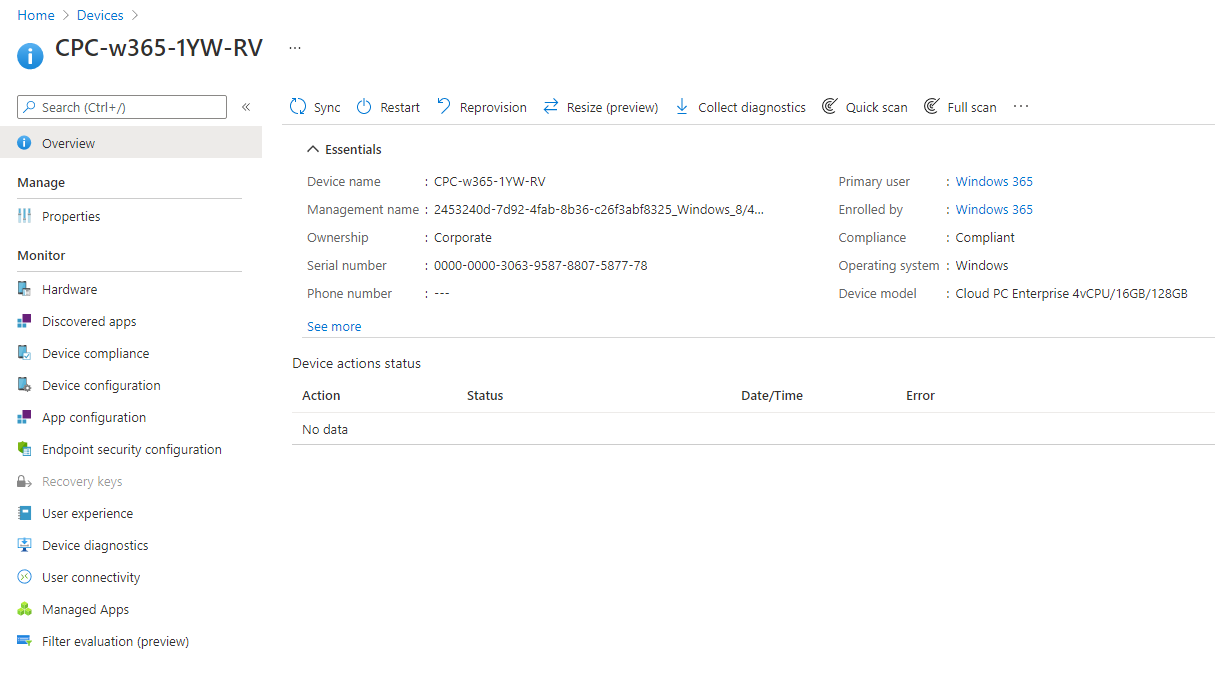 Home > Devices >
CPC-w365-1YW-RV ...
Search (Ctrl+/) «
Overview
Manage
Properties
Monitor
Hardware
Discovered apps
Device compliance
Device configuration
App configuration
Endpoint security configuration
Recovery keys
User experience
Device diagnostics
User connectivity
Managed Apps
Filter evaluation (preview)
Sync Restart Reprovision Resize (preview) Collect diagnostics Quick scan Full scan ...
Essentials
Device name : CPC-w365-1YW-RV
Management name : 2453240d-7d92-4fab-8b36-c26f3abf8325_Windows_8/4...
Ownership : Corporate
Serial number : 0000-0000-3063-9587-8807-5877-78
Phone number : ---
See more
Primary user : Windows 365
Enrolled by : Windows 365
Compliance : Compliant
Operating system : Windows
Device model : Cloud PC Enterprise 4vCPU/16GB/128GB
Device actions status
Action Status Date/Time Error
No data